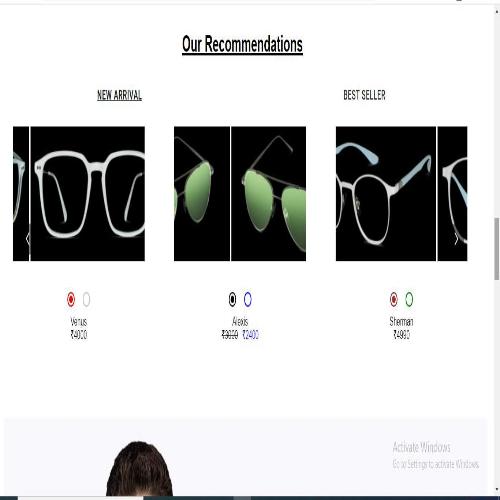 Our Recommendations
NEW ARRIVAL
BEST SELLER
Venus
₹4000
Alexis
₹3000 ₹2400
Sherman
₹4990
Activate Windows
Go to Settings to activate Windows.